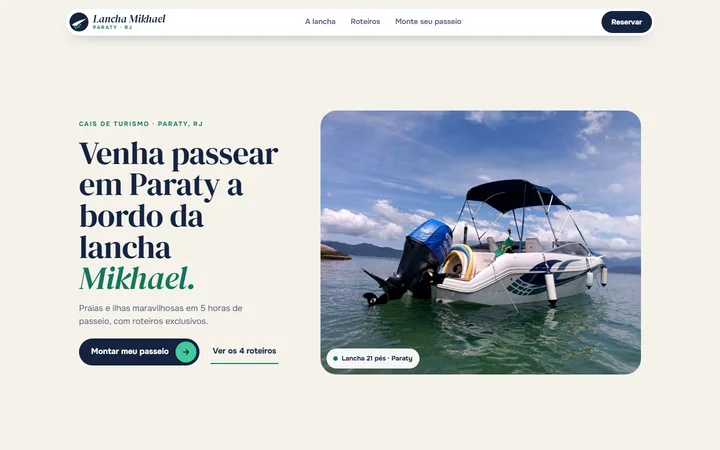 Lancha Mikhael
PARATY · RJ
A lancha
Roteiros
Monte seu passeio
Reservar
CAIS DE TURISMO · PARATY, RJ
Venha passear
em Paraty a
bordo da
lancha
Mikhael.
Praias e ilhas maravilhosas em 5 horas de
passeio, com roteiros exclusivos.
Montar meu passeio
Ver os 4 roteiros
Lancha 21 pés · Paraty